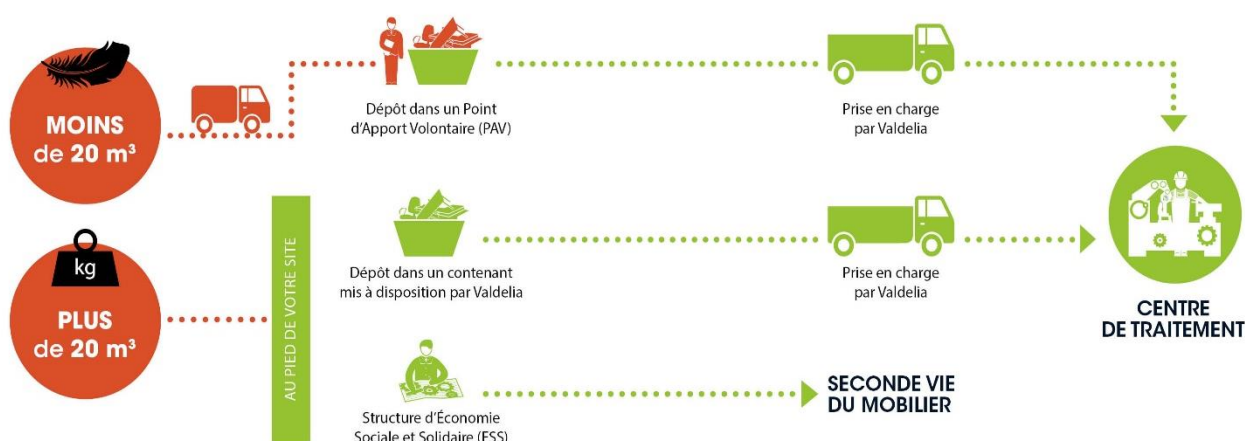 MOINS
de 20 m³
Dépôt dans un Point
d'Apport Volontaire (PAV)
Prise en charge
par Valdelia
kg
PLUS
de 20 m³
AU PIED DE VOTRE SITE
Dépôt dans un contenant
mis à disposition par Valdelia
Prise en charge
par Valdelia
CENTRE
DE TRAITEMENT
Structure d'Économie
Sociale et Solidaire (ESS)
SECONDE VIE
DU MOBILIER